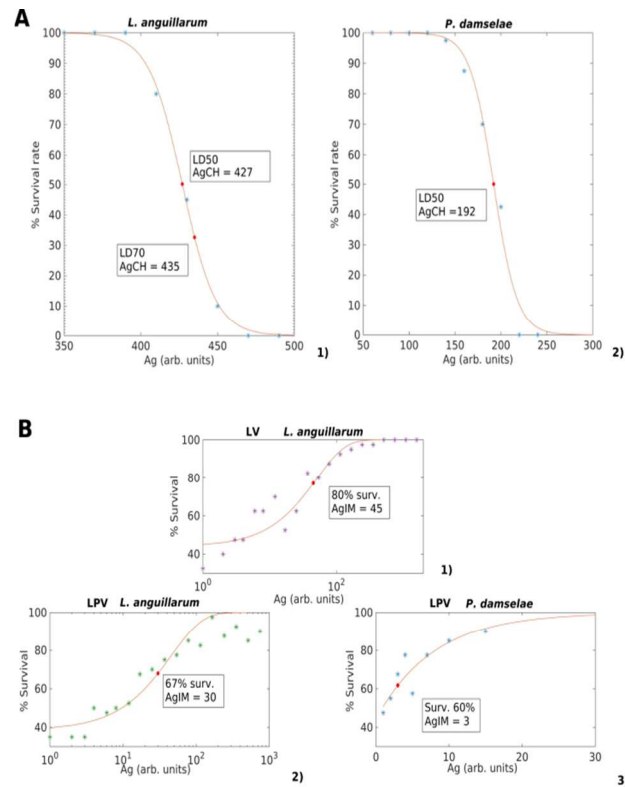 A
L. anguillarum
100
90
80
70
60
50
40
30
20
10
0
% Survival rate
LD50
AgCH = 427
LD70
AgCH = 435
350
400
450
500
Ag (arb. units)
1)
P. damselae
100
90
80
70
60
50
40
30
20
10
0
% Survival rate
LD50
AgCH =192
50
100
150
200
250
300
Ag (arb. units)
2)
B
LV L. anguillarum
100
80
60
40
% Survival
80% surv.
AgIM = 45
10^0
10^2
Ag (arb. units)
1)
LPV L. anguillarum
100
80
60
40
% Survival
67% surv.
AgIM = 30
10^0
10^1
10^2
10^3
Ag (arb. units)
2)
LPV P. damselae
100
80
60
40
% Survival
Surv. 60%
AgIM = 3
0
10
20
30
Ag (arb. units)
3